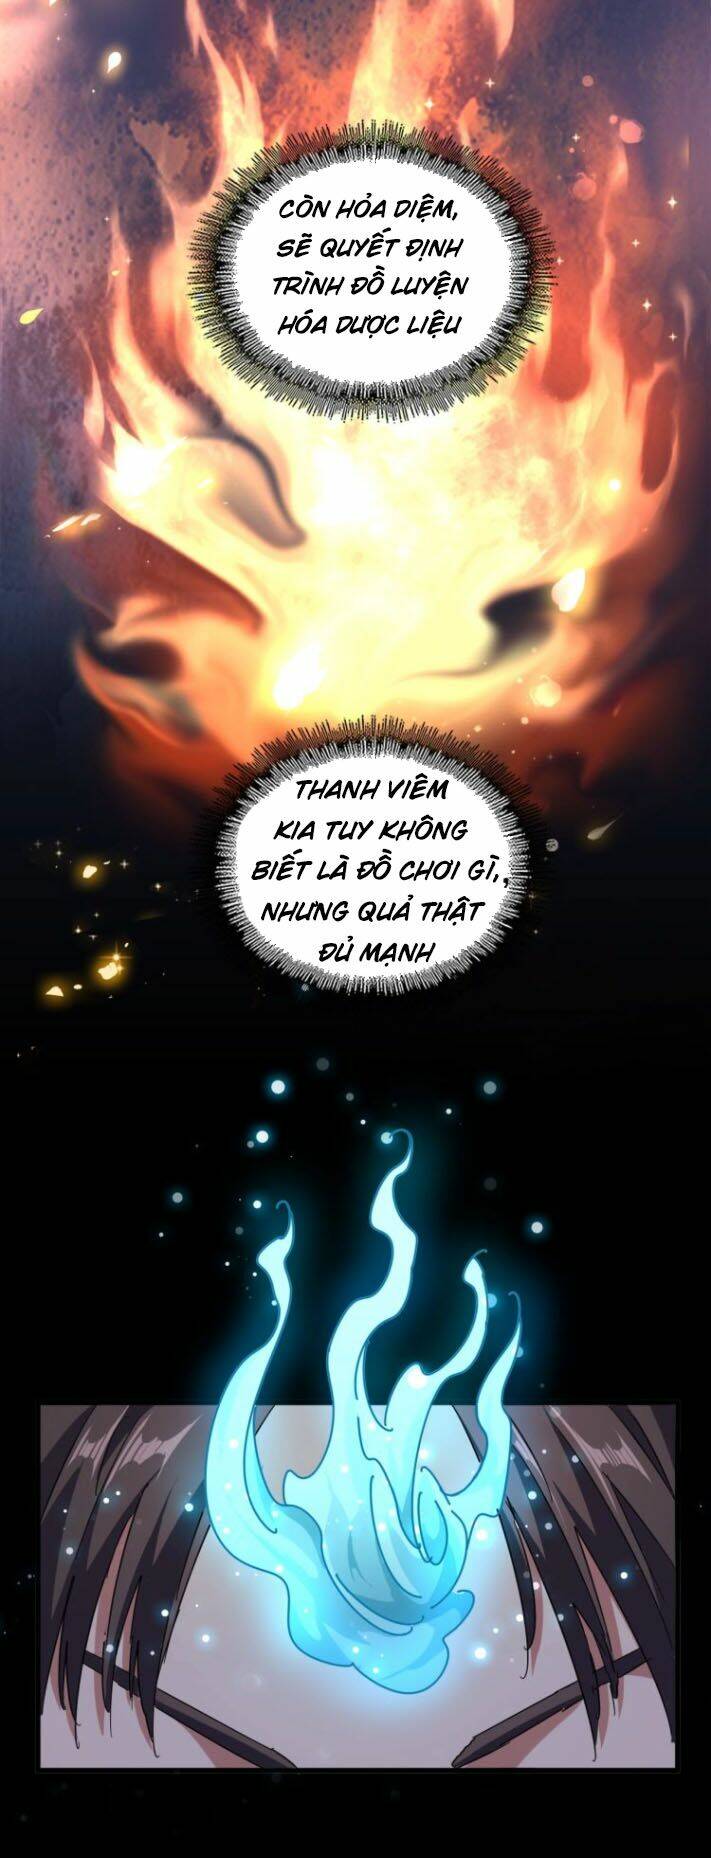 CÒN HỎA DIỆM,
SẼ QUYẾT ĐỊNH
TRÌNH ĐỒ LUYỆN
HÓA DƯỢC LIỆU
THANH VIÊM
KIA TUY KHÔNG
BIẾT LÀ ĐỒ CHƠI GÌ,
NHƯNG QUẢ THẬT
ĐỦ MẠNH